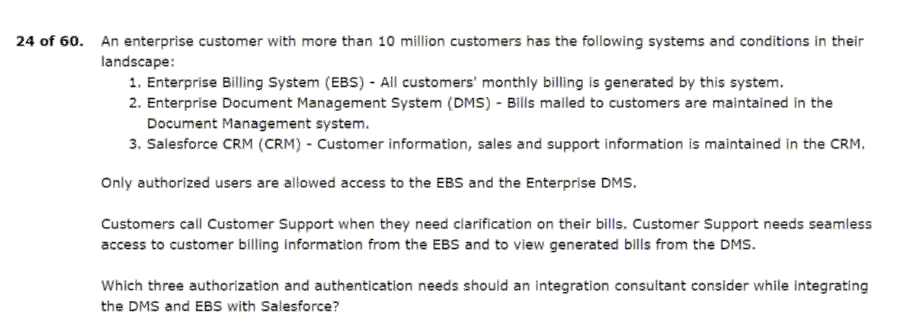 24 of 60. An enterprise customer with more than 10 million customers has the following systems and conditions in their
landscape:
1. Enterprise Billing System (EBS) - All customers' monthly billing is generated by this system.
2. Enterprise Document Management System (DMS) - Bills mailed to customers are maintained in the
Document Management system.
3. Salesforce CRM (CRM) - Customer information, sales and support information is maintained in the CRM.
Only authorized users are allowed access to the EBS and the Enterprise DMS.
Customers call Customer Support when they need clarification on their bills. Customer Support needs seamless
access to customer billing information from the EBS and to view generated bills from the DMS.
Which three authorization and authentication needs should an integration consultant consider while integrating
the DMS and EBS with Salesforce?